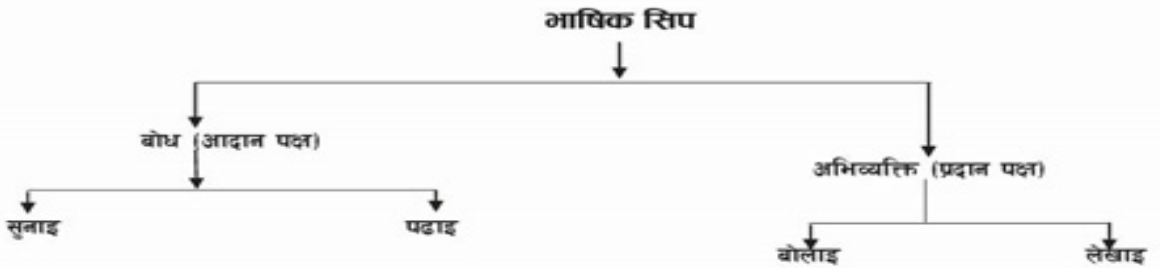 भाषिक सिप
बोध (आदान पक्ष)
अभिव्यक्ति (प्रदान पक्ष)
सुनाइ
पढाइ
बोलाइ
लेखाइ